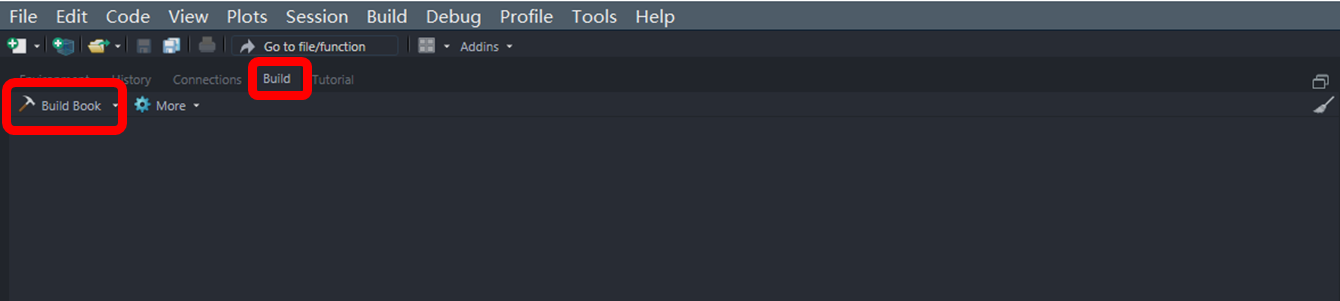 File Edit Code View Plots Session Build Debug Profile Tools Help
Go to file/function Addins
Environment History Connections Build Tutorial
Build Book More